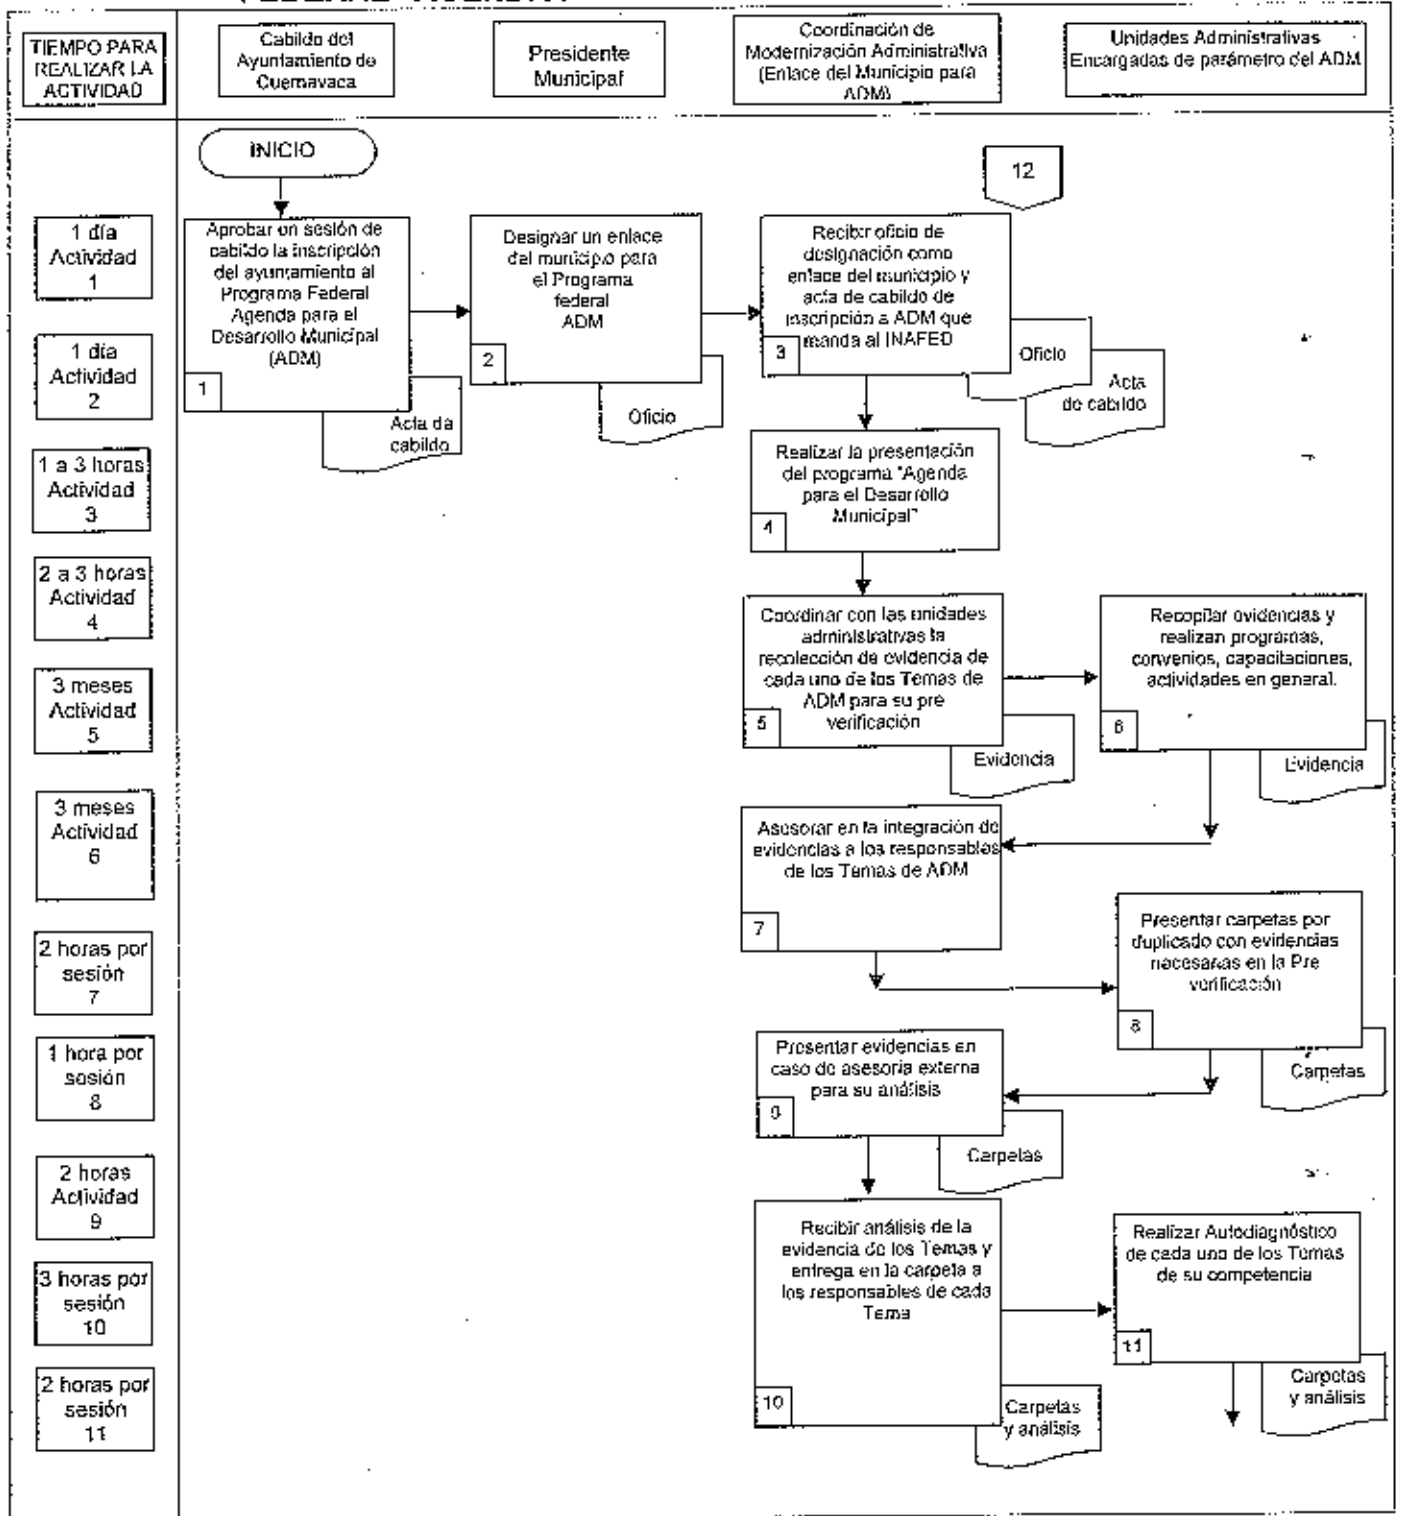 TIEMPO PARA
REALIZAR LA
ACTIVIDAD
Cabildo del
Ayuntamiento de
Cuernavaca
Presidente
Municipal
Coordinación de
Modernización Administrativa
(Enlace del Municipio para
ADM)
Unidades Administrativas
Encargadas de parámetro del ADM
INICIO
12
1 día
Actividad
1
Aprobar en sesión de
cabildo la inscripción
del ayuntamiento al
Programa Federal
Agenda para el
Desarrollo Municipal
(ADM)
1
Acta de
cabildo
Designar un enlace
del municipio para
el Programa
federal
ADM
2
Oficio
Recibir oficio de
designación como
enlace del municipio y
acta de cabildo de
inscripción a ADM que
manda al INAFED
3
Oficio
Acta
de cabildo
1 día
Actividad
2
1 a 3 horas
Actividad
3
Realizar la presentación
del programa "Agenda
para el Desarrollo
Municipal"
4
2 a 3 horas
Actividad
4
Coordinar con las unidades
administrativas la
recolección de evidencia de
cada uno de los Temas de
ADM para su pre
verificación
5
Evidencia
Recopilar evidencias y
realizan programas,
convenios, capacitaciones,
actividades en general.
6
Evidencia
3 meses
Actividad
5
3 meses
Actividad
6
Asesorar en la integración de
evidencias a los responsables
de los Temas de ADM
7
2 horas por
sesión
7
Presentar carpetas por
duplicado con evidencias
necesarias en la Pre
verificación
8
Carpetas
1 hora por
sesión
8
Presentar evidencias en
caso de asesoría externa
para su análisis
9
Carpetas
2 horas
Actividad
9
Recibir análisis de la
evidencia de los Temas y
entrega en la carpeta a
los responsables de cada
Tema
10
Carpetas
y análisis
Realizar Autodiagnóstico
de cada uno de los Temas
de su competencia
11
Carpetas
y análisis
3 horas por
sesión
10
2 horas por
sesión
11